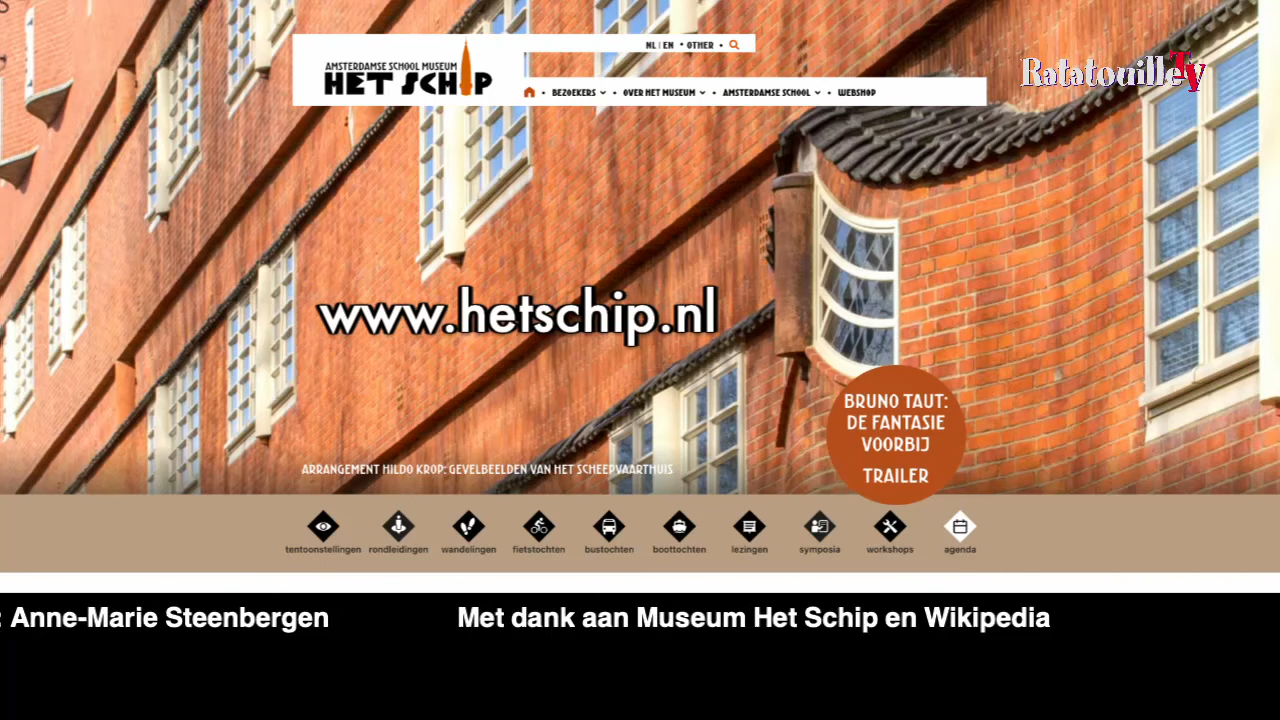 NL | EN • OTHER •
AMSTERDAMSE SCHOOL MUSEUM
HET SCHIP
• BEZOEKERS • OVER HET MUSEUM • AMSTERDAMSE SCHOOL • WEBSHOP
RatatouilleTv
www.hetschip.nl
BRUNO TAUT:
DE FANTASIE
VOORBIJ
TRAILER
ARRANGEMENT HILDO KROP: GEVELBEELDEN VAN HET SCHEEPVAARTHUIS
tentoonstellingen rondleidingen wandelingen fietstochten bustochten boottochten lezingen symposia workshops agenda
: Anne-Marie Steenbergen Met dank aan Museum Het Schip en Wikipedia